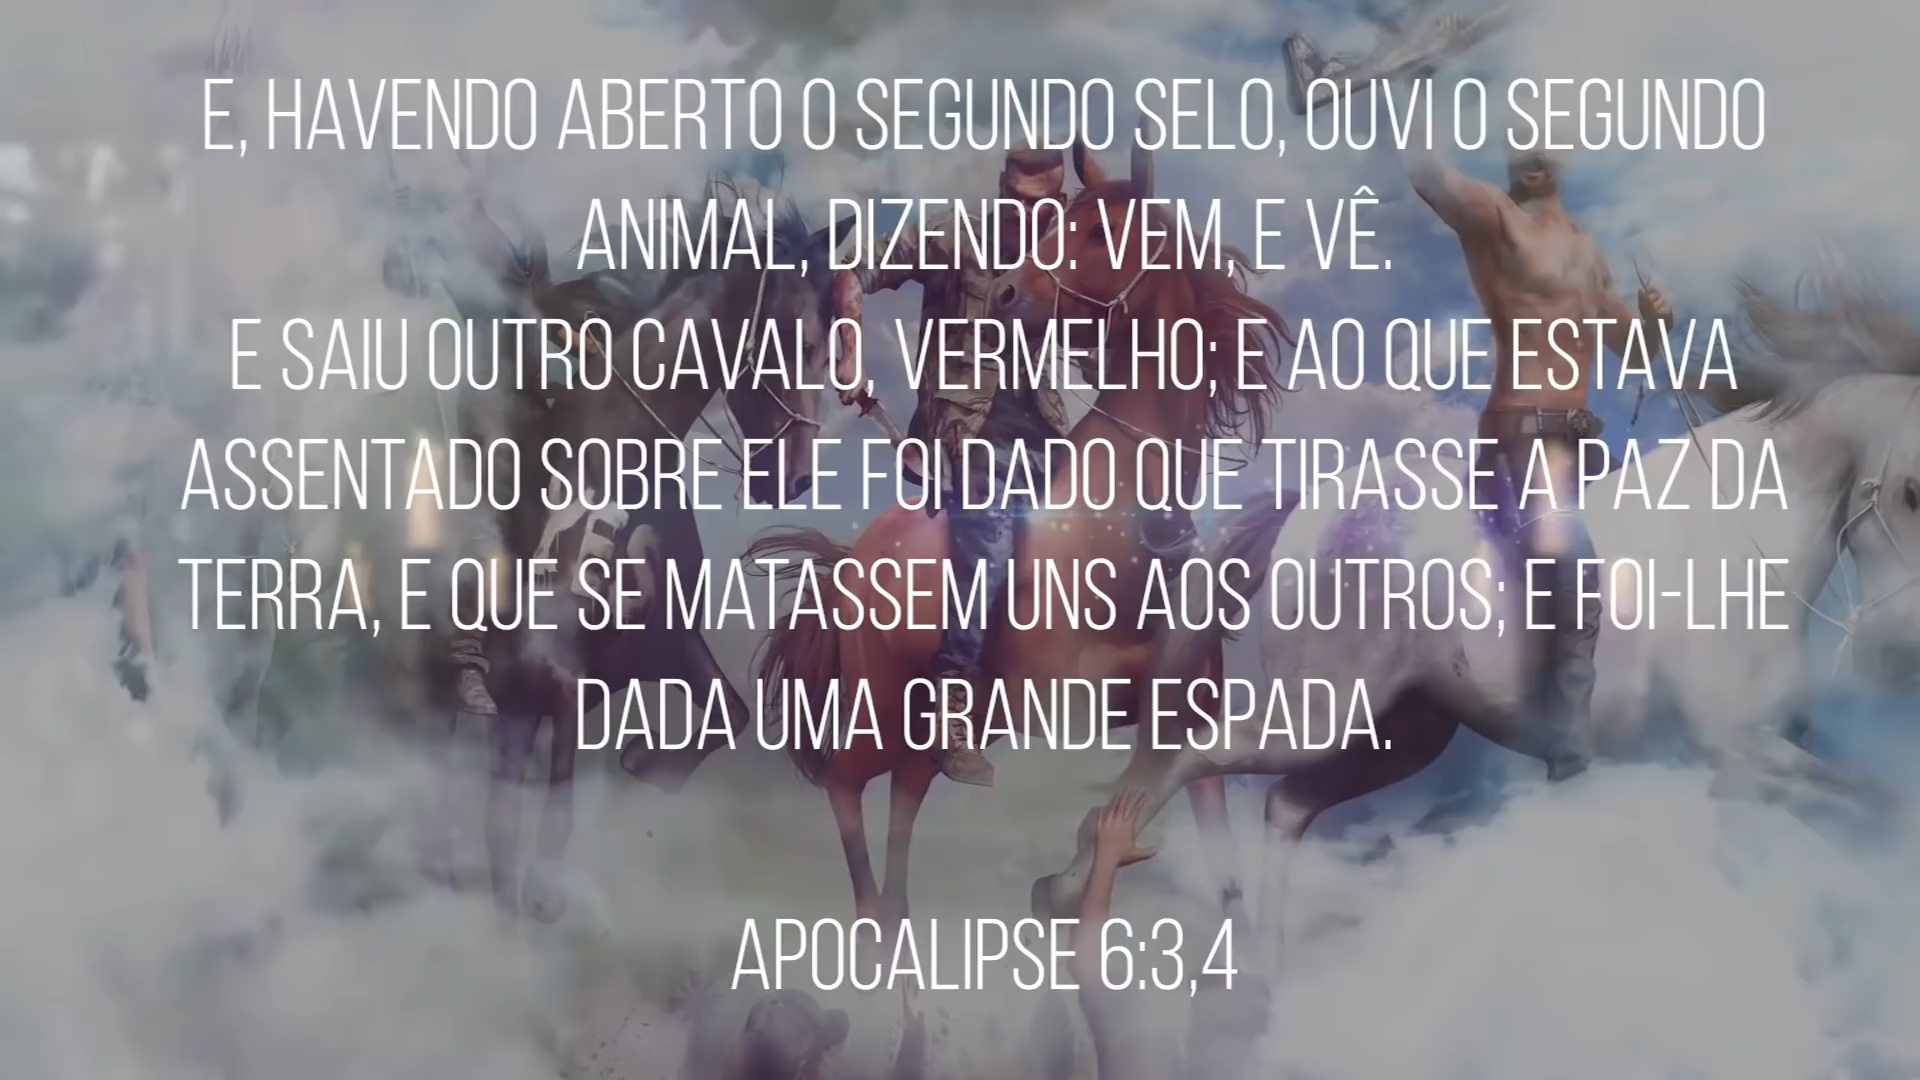 E, HAVENDO ABERTO O SEGUNDO SELO, OUVI O SEGUNDO
ANIMAL, DIZENDO: VEM, E VÊ.
E SAIU OUTRO CAVALO, VERMELHO; E AO QUE ESTAVA
ASSENTADO SOBRE ELE FOI DADO QUE TIRASSE A PAZ DA
TERRA, E QUE SE MATASSEM UNS AOS OUTROS; E FOI-LHE
DADA UMA GRANDE ESPADA.
APOCALIPSE 6:3,4